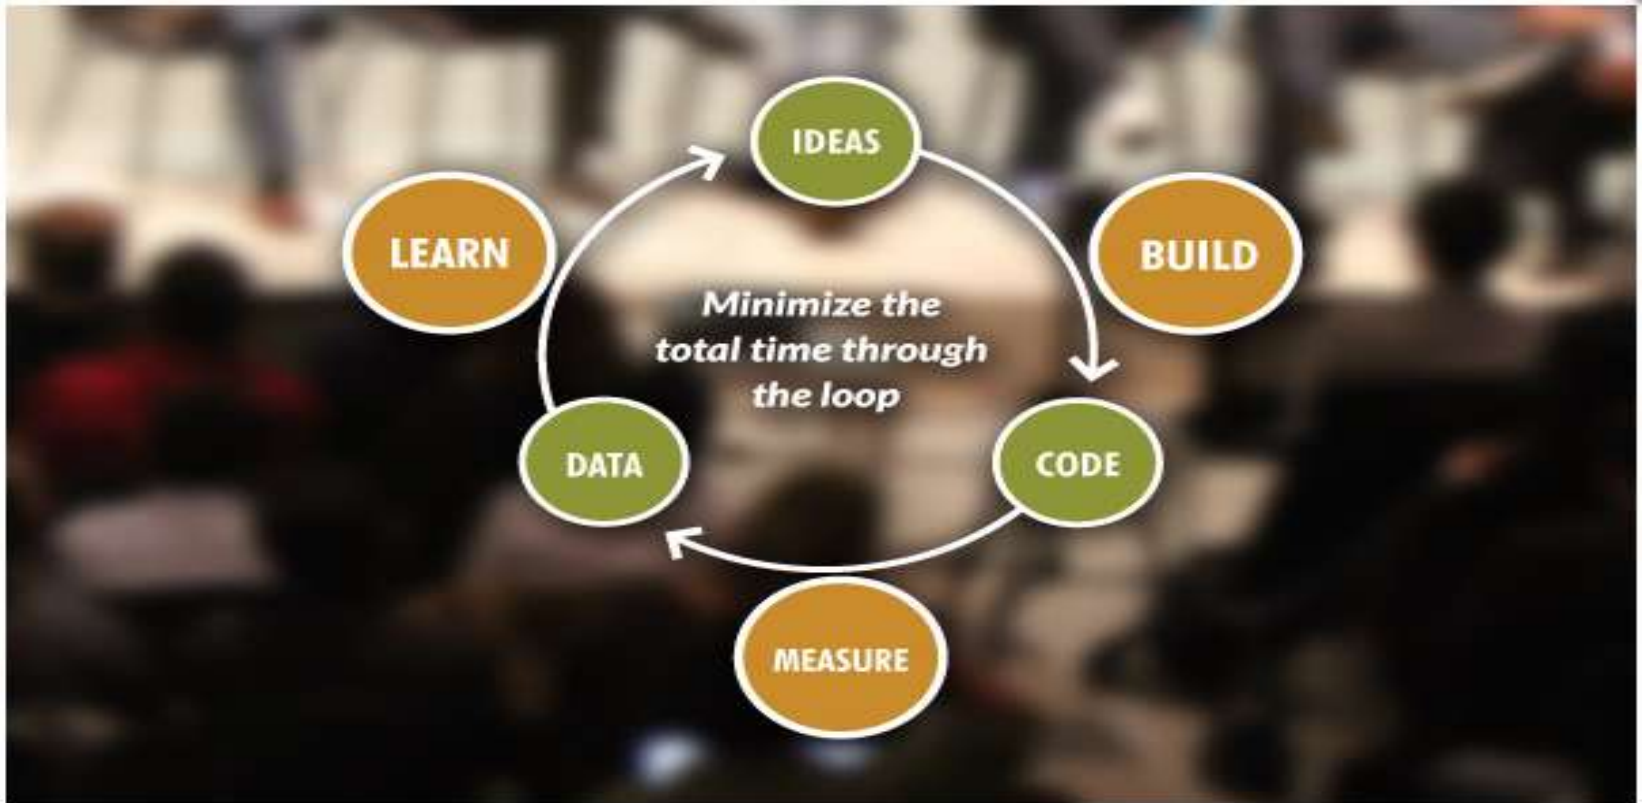 IDEAS
LEARN
BUILD
Minimize the
total time through
the loop
DATA
CODE
MEASURE